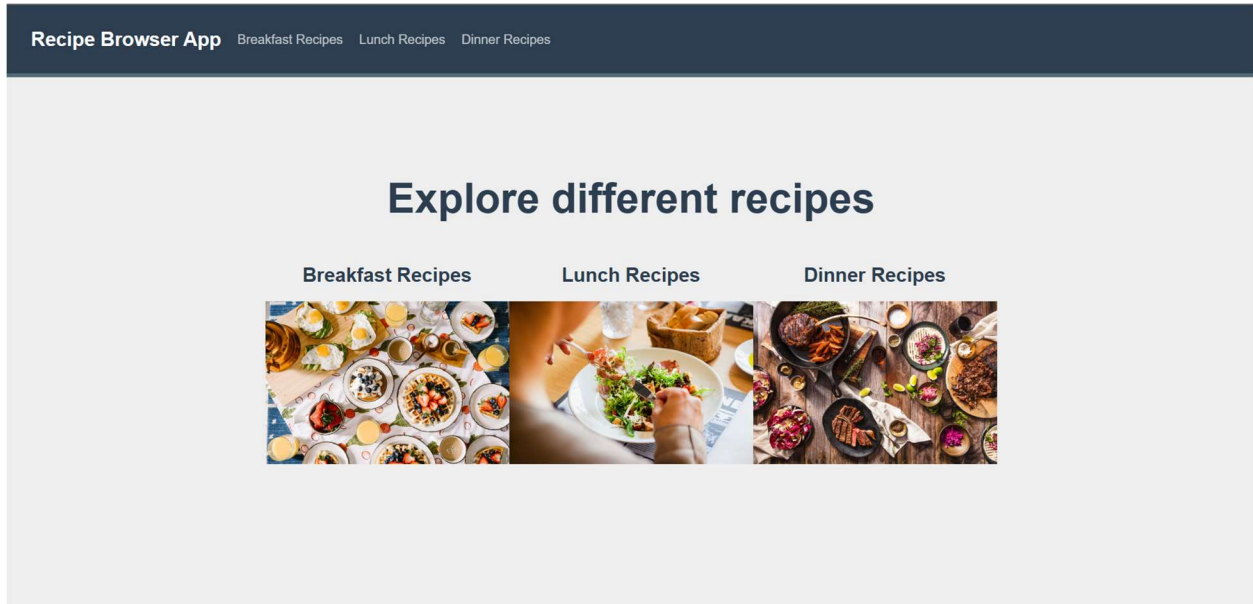 Recipe Browser App Breakfast Recipes Lunch Recipes Dinner Recipes
Explore different recipes
Breakfast Recipes Lunch Recipes Dinner Recipes